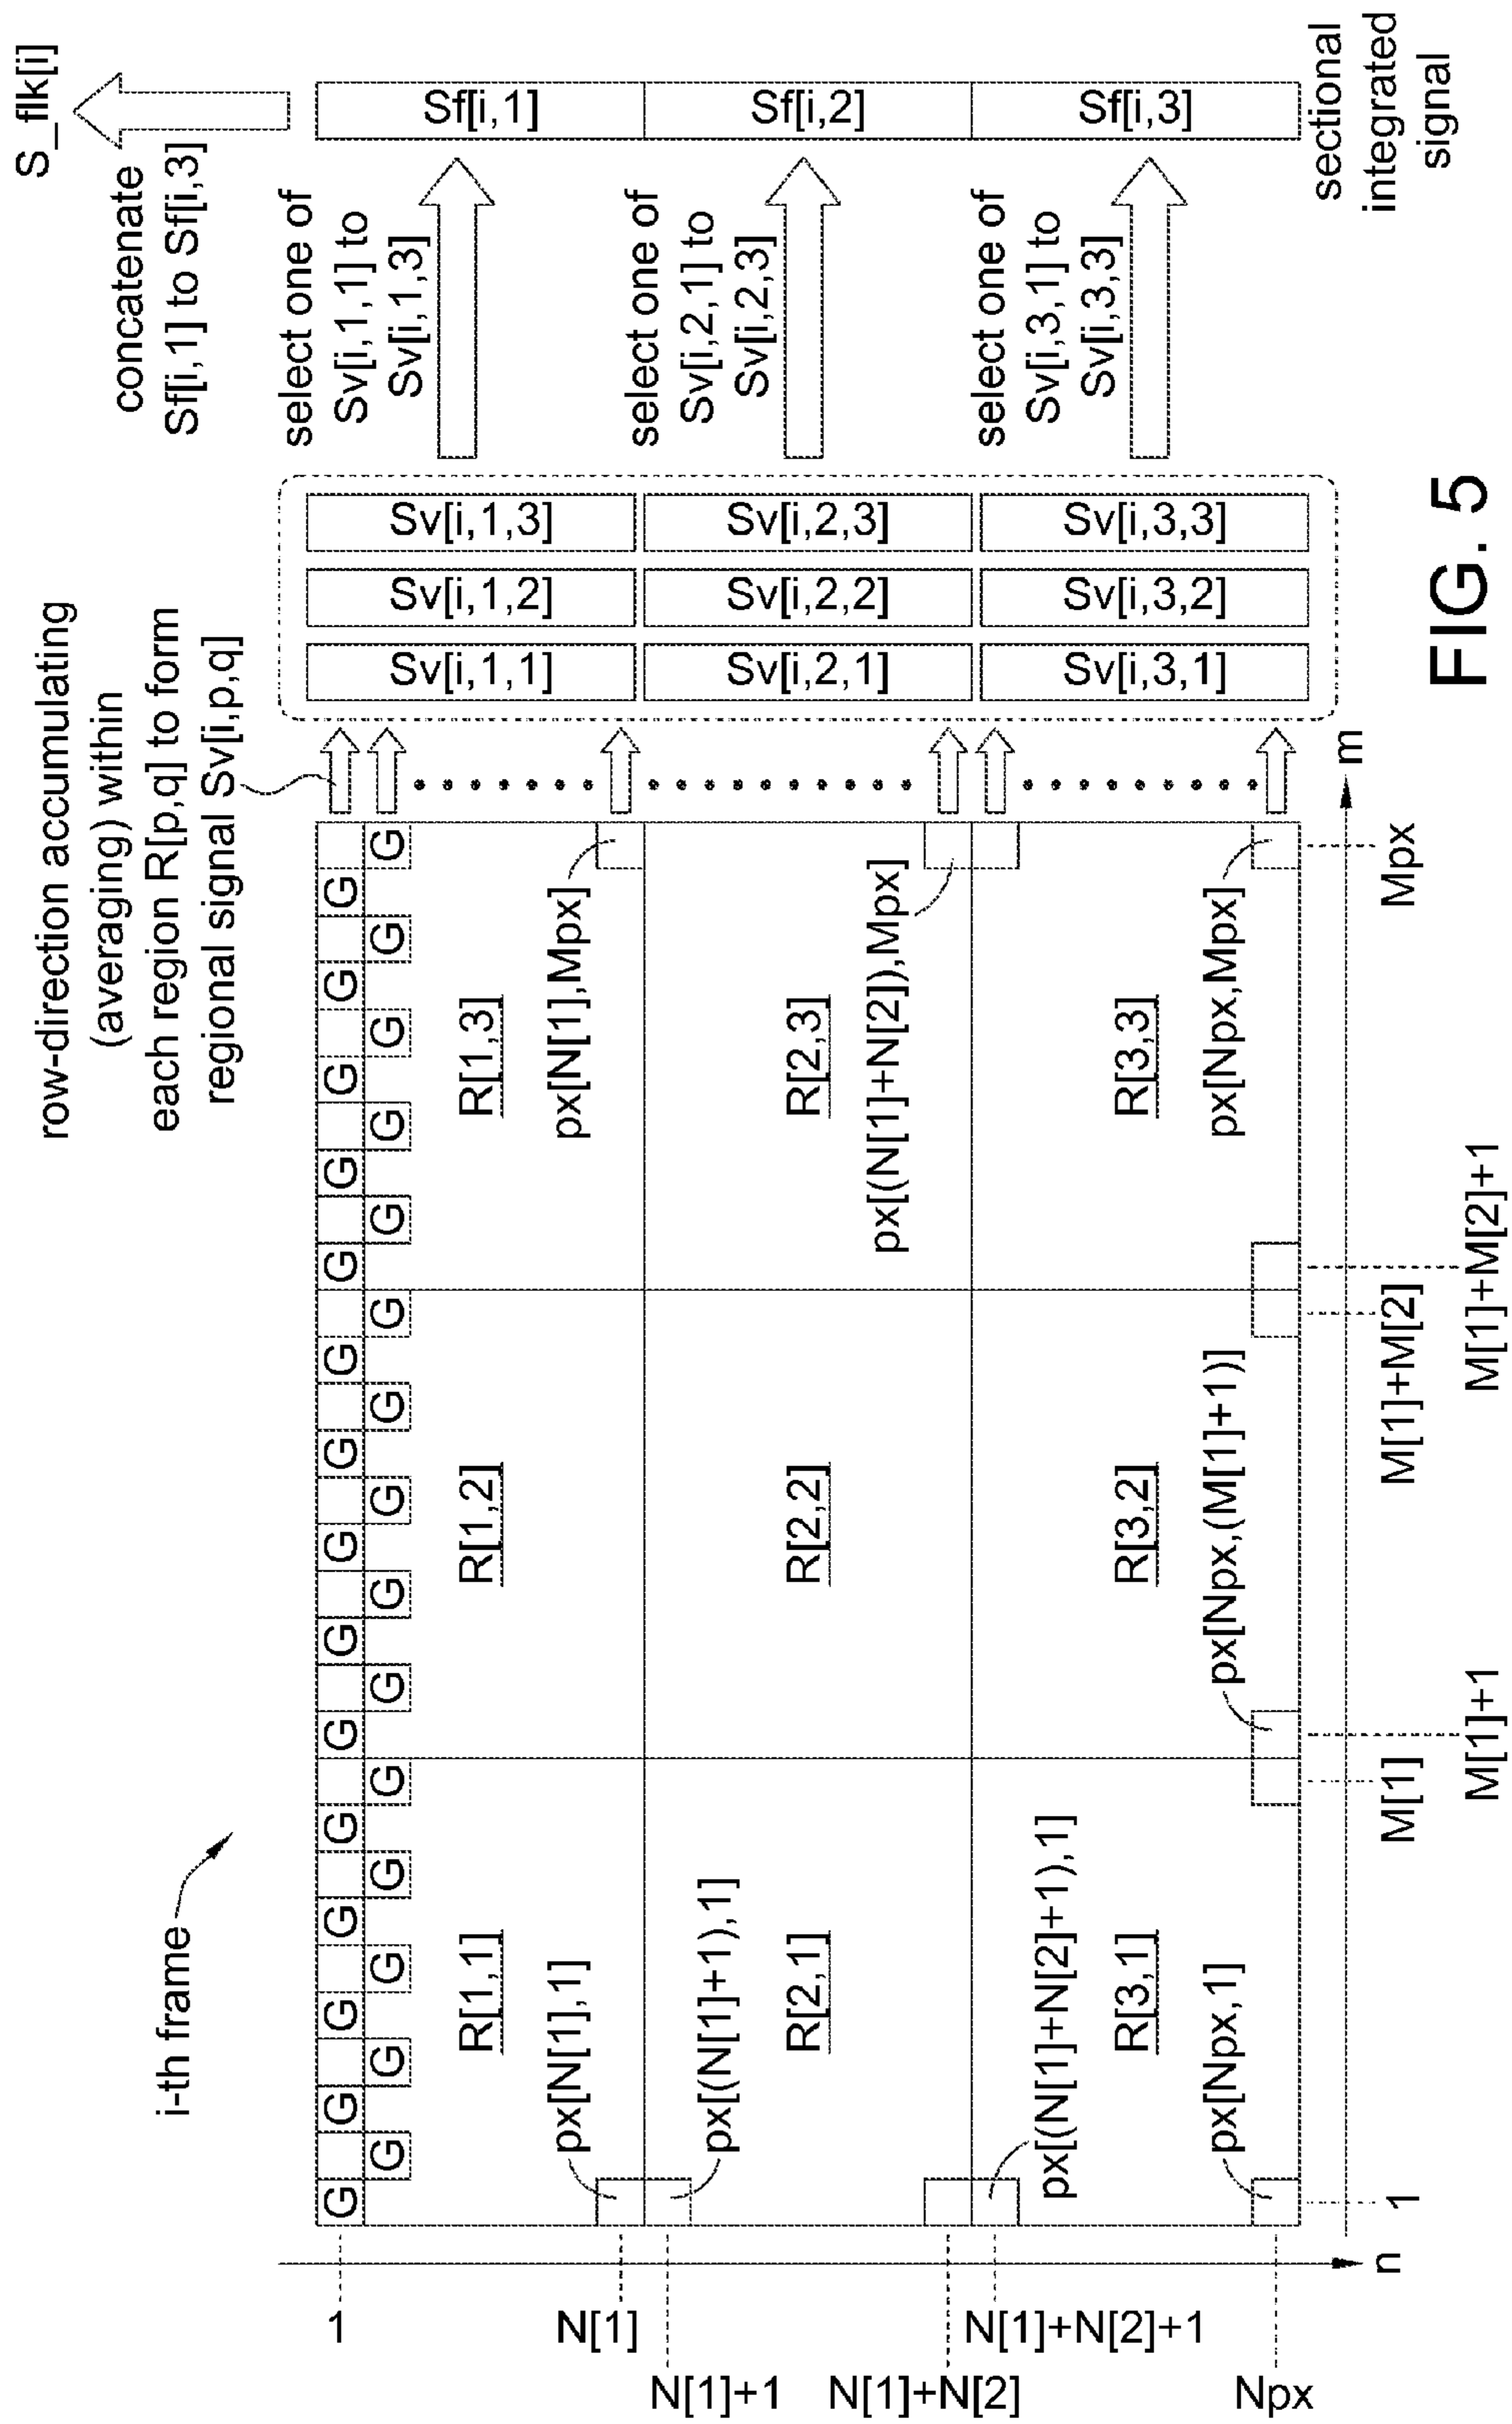 i-th frame
row-direction accumulating
(averaging) within
each region R[p,q] to form
regional signal Sv[i,p,q]
concatenate
Sf[i,1] to Sf[i,3]
S_flk[i]
1
G G G G G G G G G G G G G G G
G G G G G G G G G G G G G G G
R[1,1]
R[1,2]
R[1,3]
px[N[1],1]
px[N[1],Mpx]
N[1]
N[1]+1
px[(N[1]+1),1]
R[2,1]
R[2,2]
R[2,3]
px[(N[1]+N[2]),Mpx]
N[1]+N[2]
N[1]+N[2]+1
px[(N[1]+N[2]+1),1]
R[3,1]
R[3,2]
R[3,3]
px[Npx,1]
px[Npx,(M[1]+1)]
px[Npx,Mpx]
Npx
n
1
M[1]
M[1]+1
M[1]+M[2]
M[1]+M[2]+1
Mpx
m
Sv[i,1,1]
Sv[i,1,2]
Sv[i,1,3]
Sv[i,2,1]
Sv[i,2,2]
Sv[i,2,3]
Sv[i,3,1]
Sv[i,3,2]
Sv[i,3,3]
select one of
Sv[i,1,1] to
Sv[i,1,3]
select one of
Sv[i,2,1] to
Sv[i,2,3]
select one of
Sv[i,3,1] to
Sv[i,3,3]
Sf[i,1]
Sf[i,2]
Sf[i,3]
sectional
integrated
signal
FIG. 5